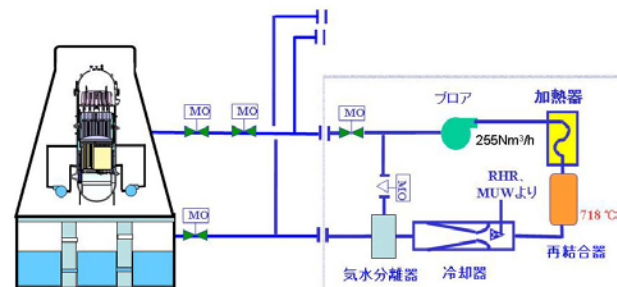 MO
MO
MO
ブロア
加熱器
255Nm³/h
RHR、
MUWより
MO
718 ℃
再結合器
MO
気水分離器
冷却器